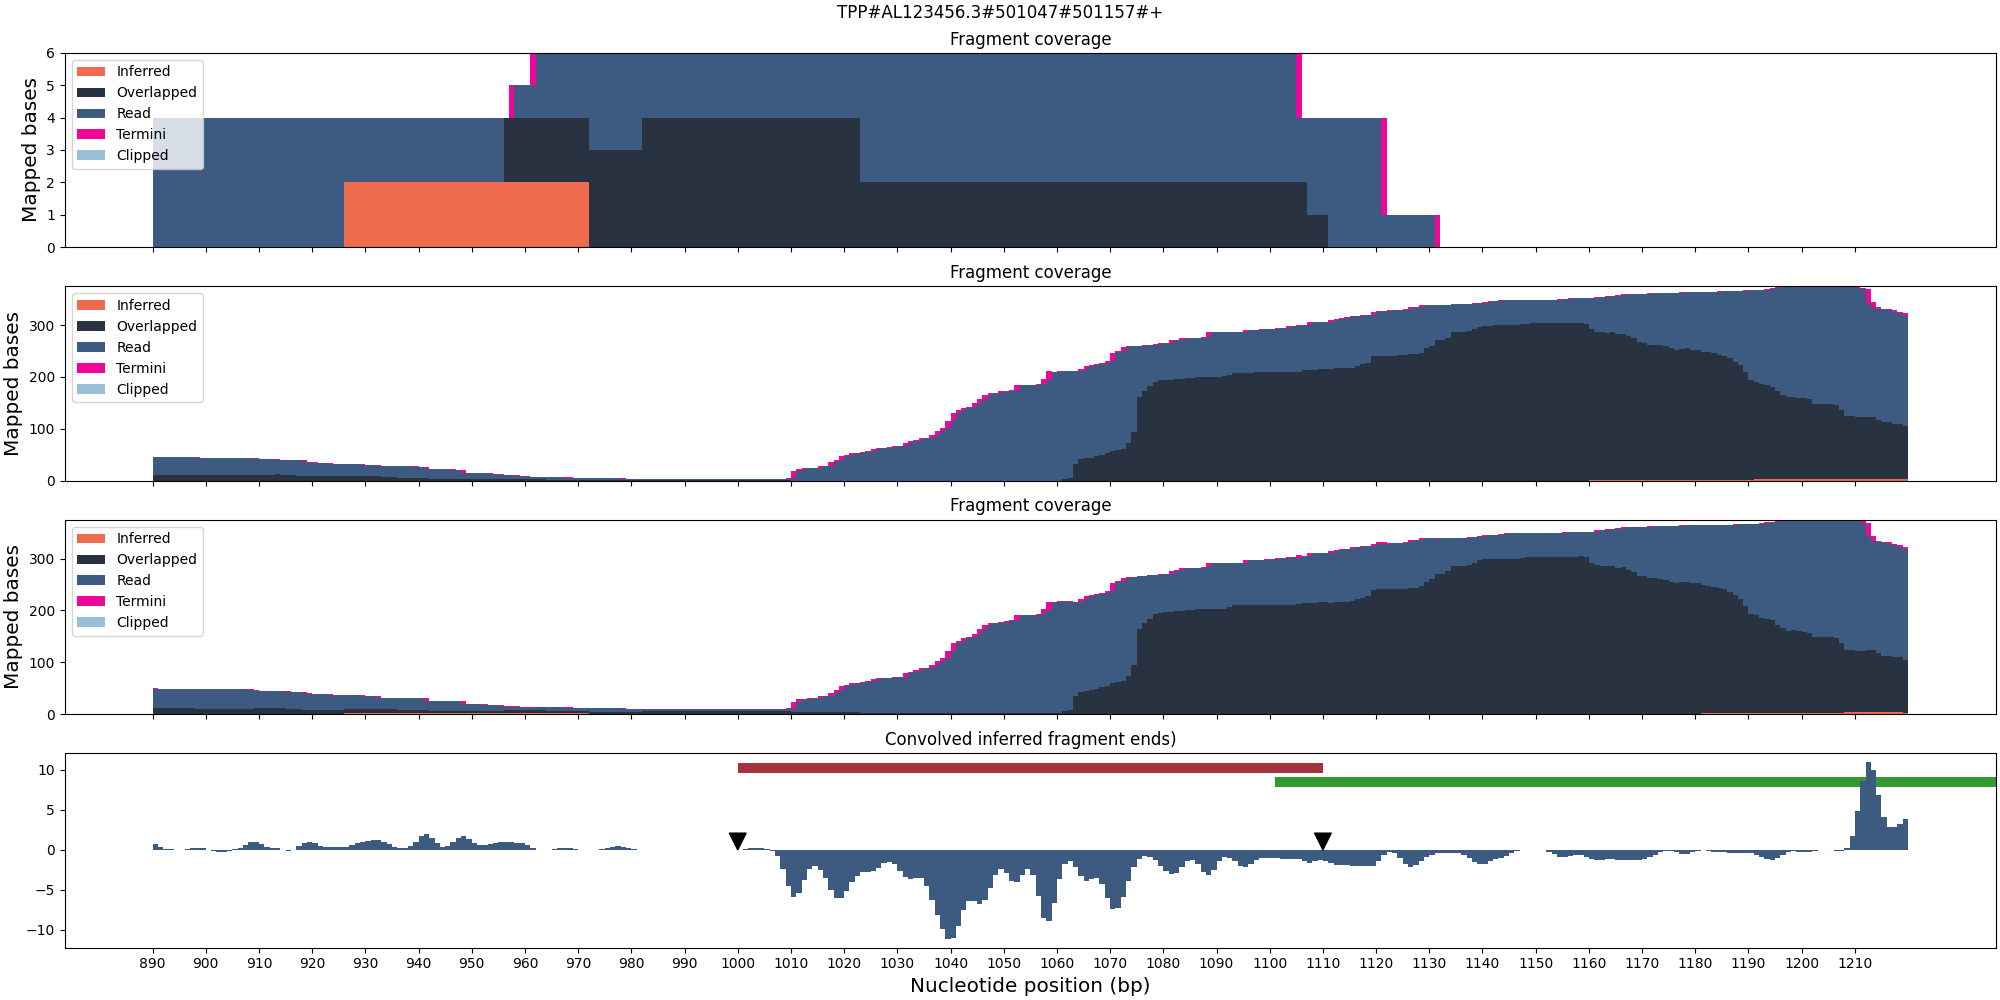 TPP#AL123456.3#501047#501157#+
Fragment coverage
Mapped bases
6
5
4
3
2
1
0
Inferred
Overlapped
Read
Termini
Clipped
Fragment coverage
Mapped bases
300
200
100
0
Inferred
Overlapped
Read
Termini
Clipped
Fragment coverage
Mapped bases
300
200
100
0
Inferred
Overlapped
Read
Termini
Clipped
Convolved inferred fragment ends)
10
5
0
−5
−10
890 900 910 920 930 940 950 960 970 980 990 1000 1010 1020 1030 1040 1050 1060 1070 1080 1090 1100 1110 1120 1130 1140 1150 1160 1170 1180 1190 1200 1210
Nucleotide position (bp)